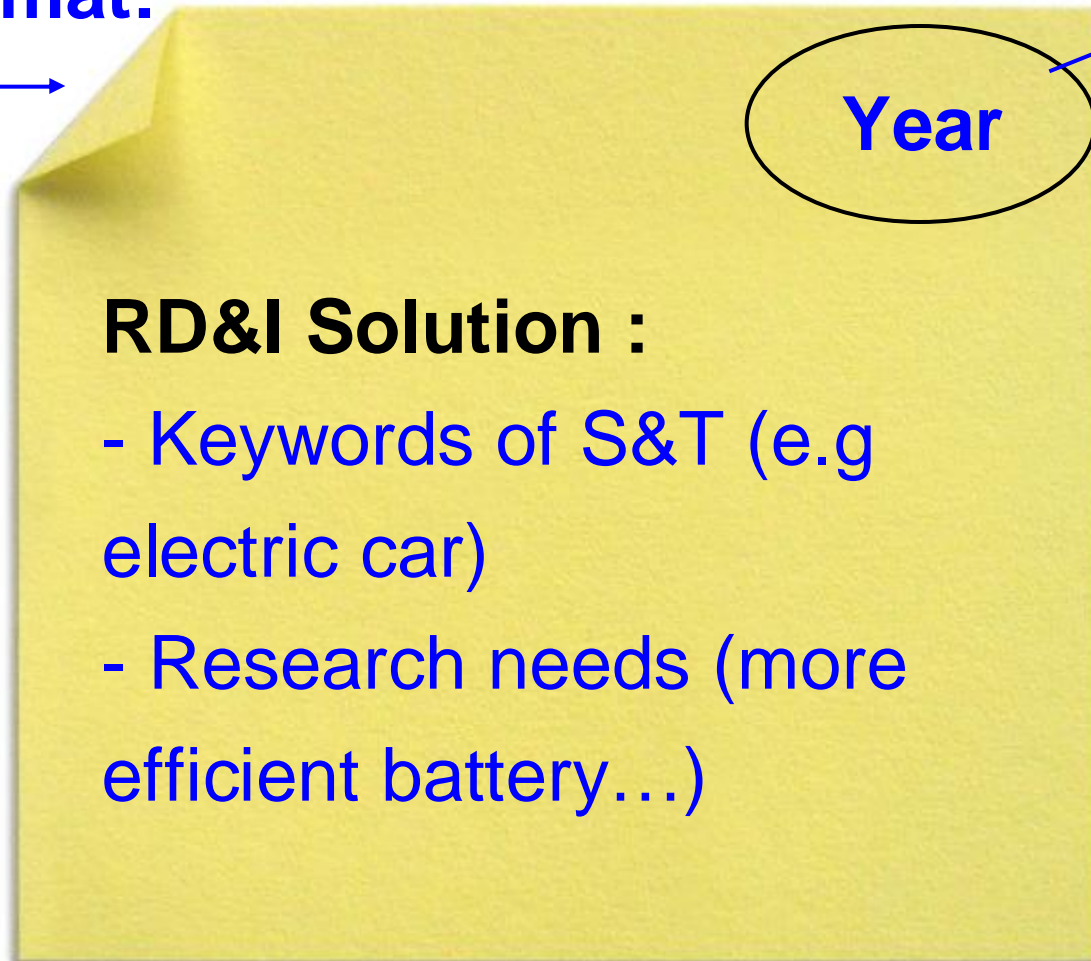 Year
RD&I Solution :
- Keywords of S&T (e.g
electric car)
- Research needs (more
efficient battery…)